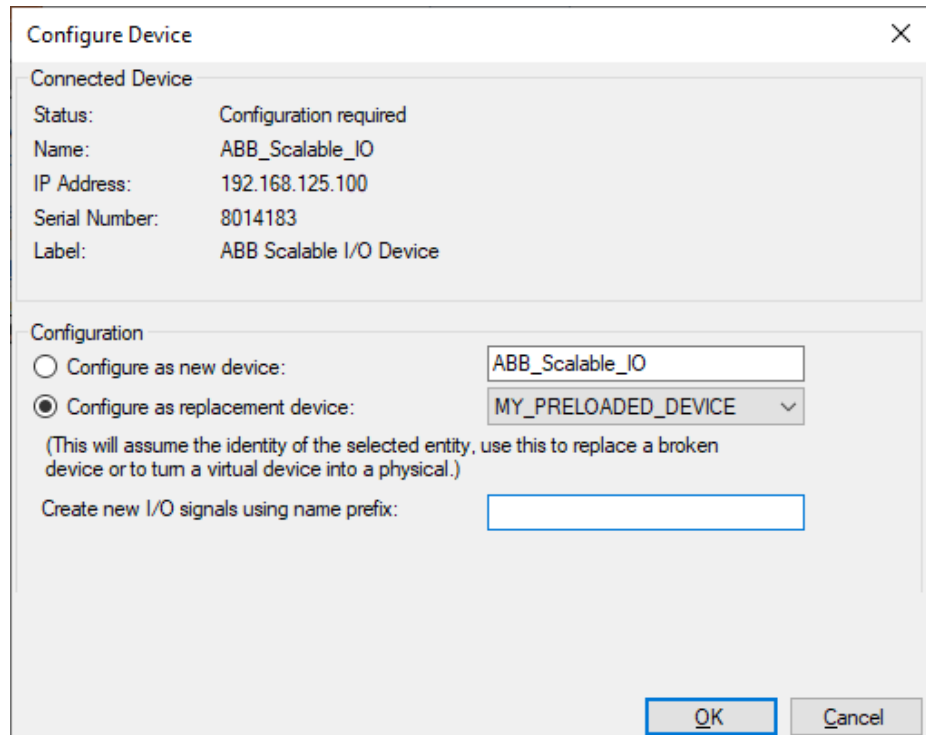 Configure Device
Connected Device
Status: Configuration required
Name: ABB_Scalable_IO
IP Address: 192.168.125.100
Serial Number: 8014183
Label: ABB Scalable I/O Device
Configuration
Configure as new device: ABB_Scalable_IO
Configure as replacement device: MY_PRELOADED_DEVICE
(This will assume the identity of the selected entity, use this to replace a broken
device or to turn a virtual device into a physical.)
Create new I/O signals using name prefix:
OK Cancel